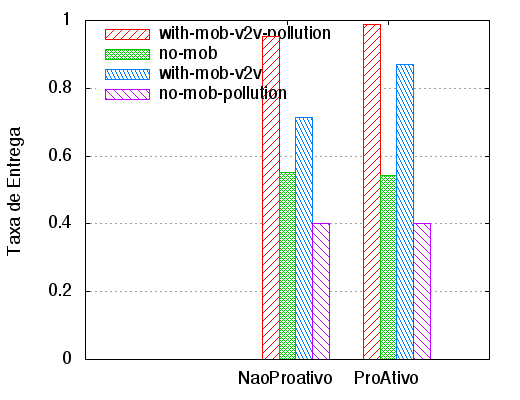 1
0.8
0.6
0.4
0.2
0
Taxa de Entrega
with-mob-v2v-pollution
no-mob
with-mob-v2v
no-mob-pollution
NaoProativo
ProAtivo